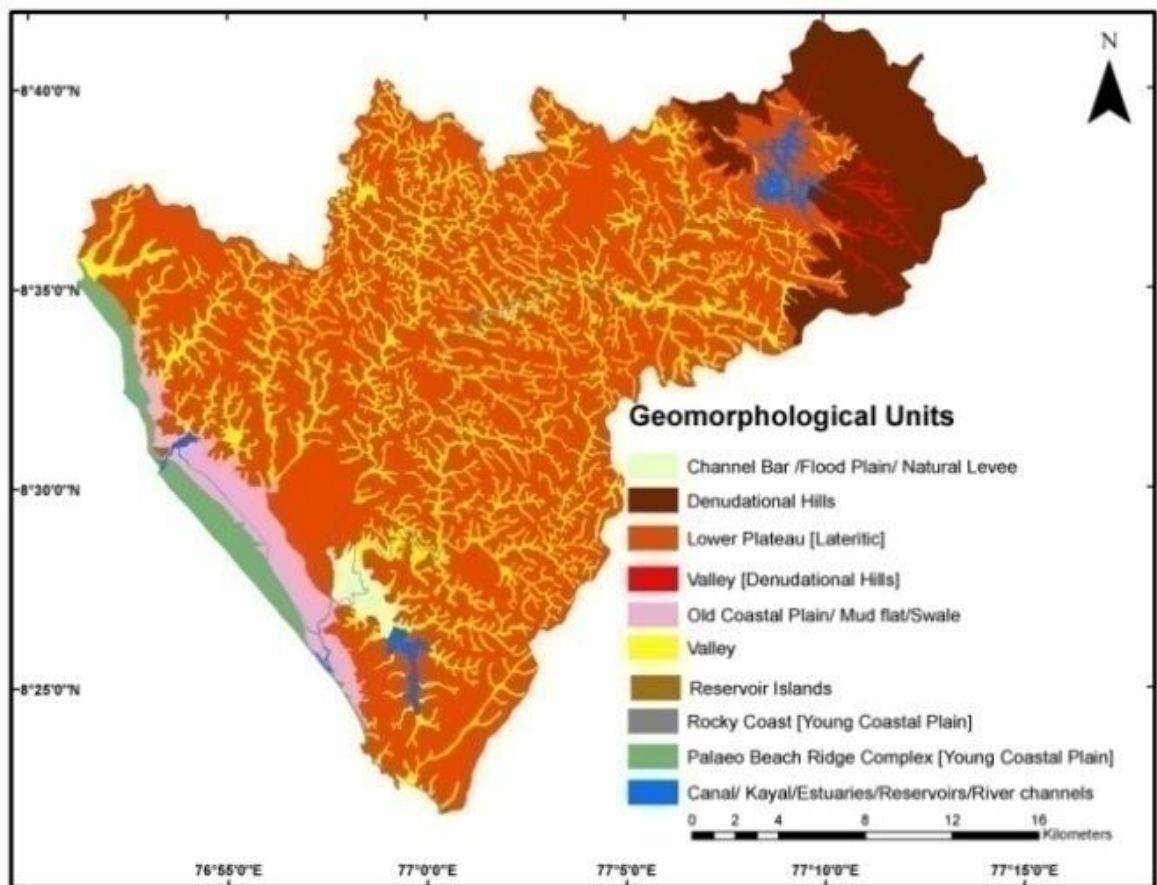 N
8°40'0"N
8°35'0"N
8°30'0"N
8°25'0"N
Geomorphological Units
Channel Bar /Flood Plain/ Natural Levee
Denudational Hills
Lower Plateau [Lateritic]
Valley [Denudational Hills]
Old Coastal Plain/ Mud flat/Swale
Valley
Reservoir Islands
Rocky Coast [Young Coastal Plain]
Palaeo Beach Ridge Complex [Young Coastal Plain]
Canal/ Kayal/Estuaries/Reservoirs/River channels
0 2 4 8 12 16
Kilometers
76°55'0"E 77°0'0"E 77°5'0"E 77°10'0"E 77°15'0"E